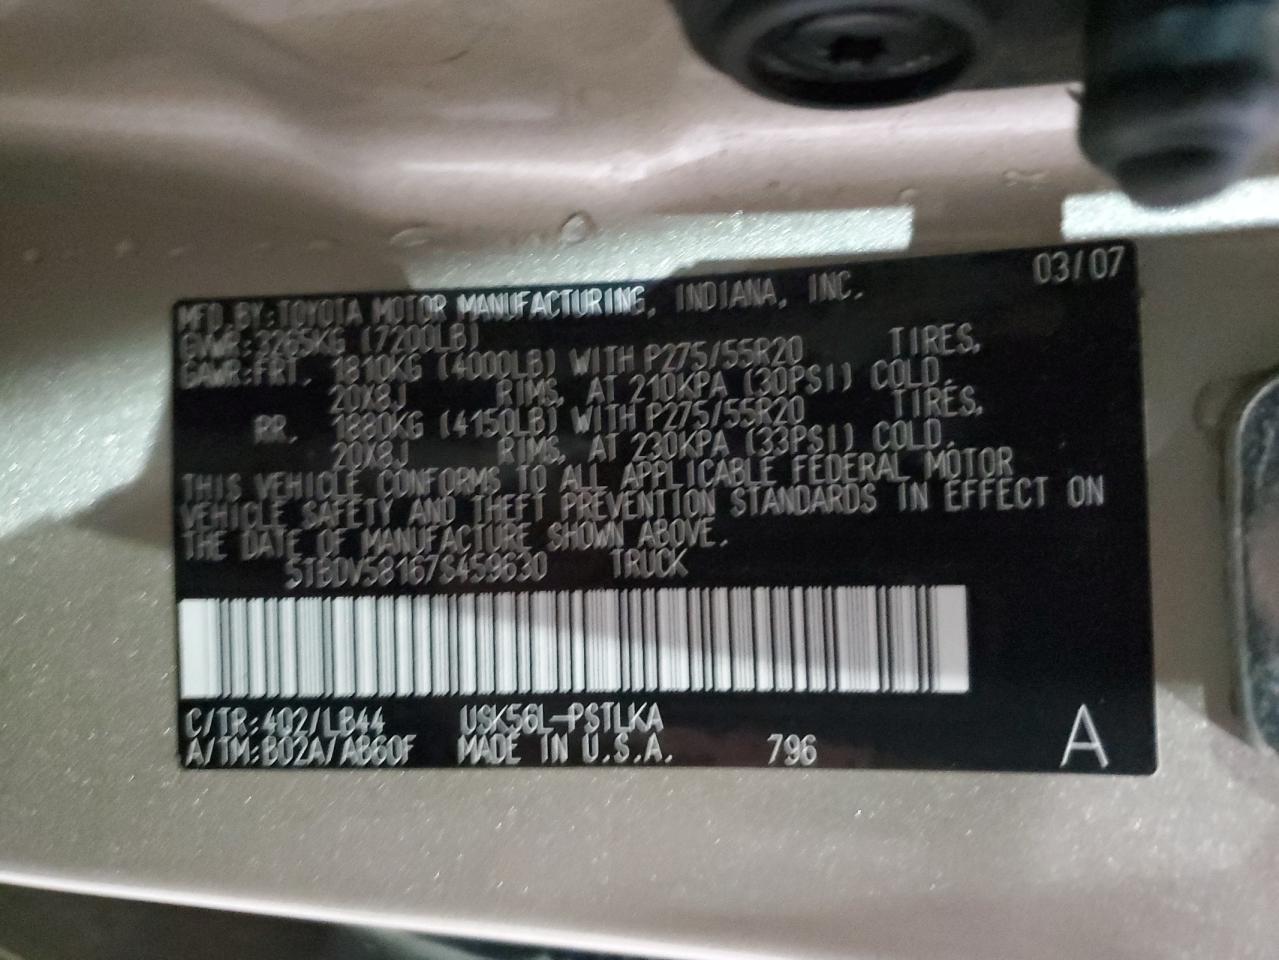 03/07
MFD BY:TOYOTA MOTOR MANUFACTURING, INDIANA, INC.
GVWR:3265KG (7200LB)
GAWR:FRT. 1810KG (4000LB) WITH P275/55R20 TIRES,
20X8J RIMS, AT 210KPA (30PSI) COLD.
RR. 1880KG (4150LB) WITH P275/55R20 TIRES,
20X8J RIMS, AT 230KPA (33PSI) COLD.
THIS VEHICLE CONFORMS TO ALL APPLICABLE FEDERAL MOTOR
VEHICLE SAFETY AND THEFT PREVENTION STANDARDS IN EFFECT ON
THE DATE OF MANUFACTURE SHOWN ABOVE.
5TBDV58167S459630 TRUCK
C/TR:4Q2/LB44 USK56L-PSTLKA
A/TM:B02A/AB60F MADE IN U.S.A. 796
A